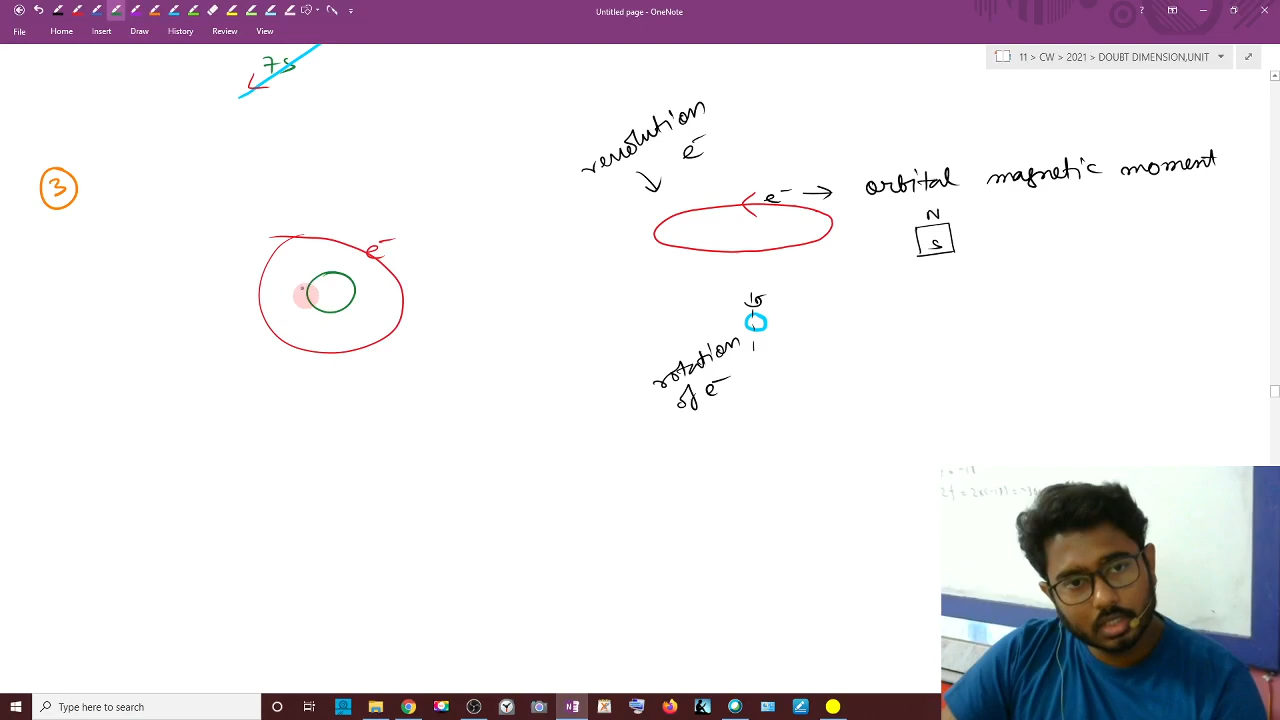 Untitled page - OneNote
?
File Home Insert Draw History Review View
11 > CW > 2021 > DOUBT DIMENSION,UNIT
7s
3
revolution
e-
e-
orbital magnetic moment
N
S
e-
rotation
of e-
Type here to search